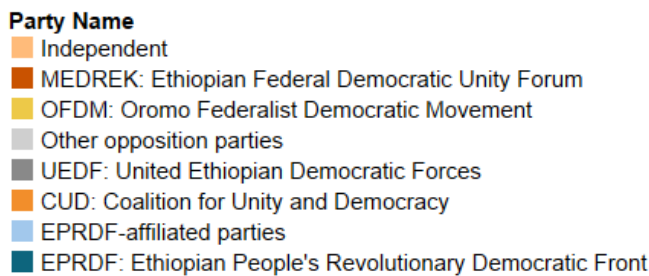 Party Name
Independent
MEDREK: Ethiopian Federal Democratic Unity Forum
OFDM: Oromo Federalist Democratic Movement
Other opposition parties
UEDF: United Ethiopian Democratic Forces
CUD: Coalition for Unity and Democracy
EPRDF-affiliated parties
EPRDF: Ethiopian People's Revolutionary Democratic Front